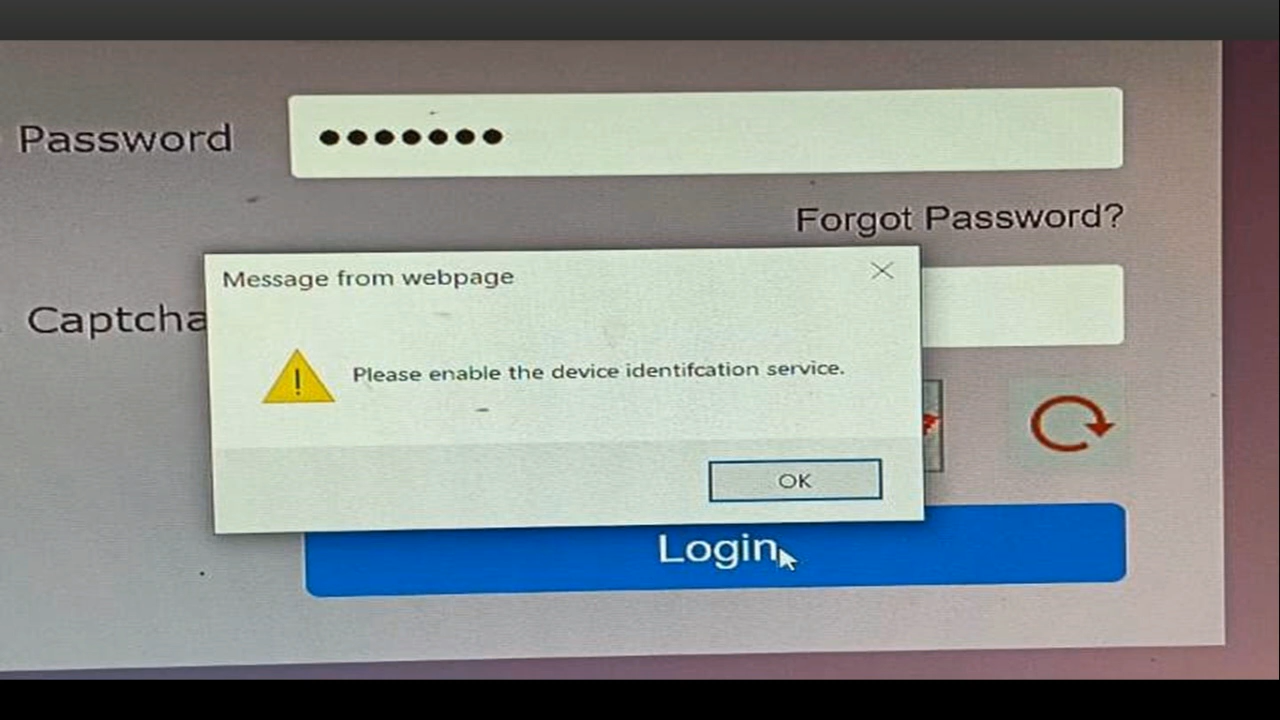 Password
Forgot Password?
Message from webpage
Captcha
Please enable the device identifcation service.
OK
Login